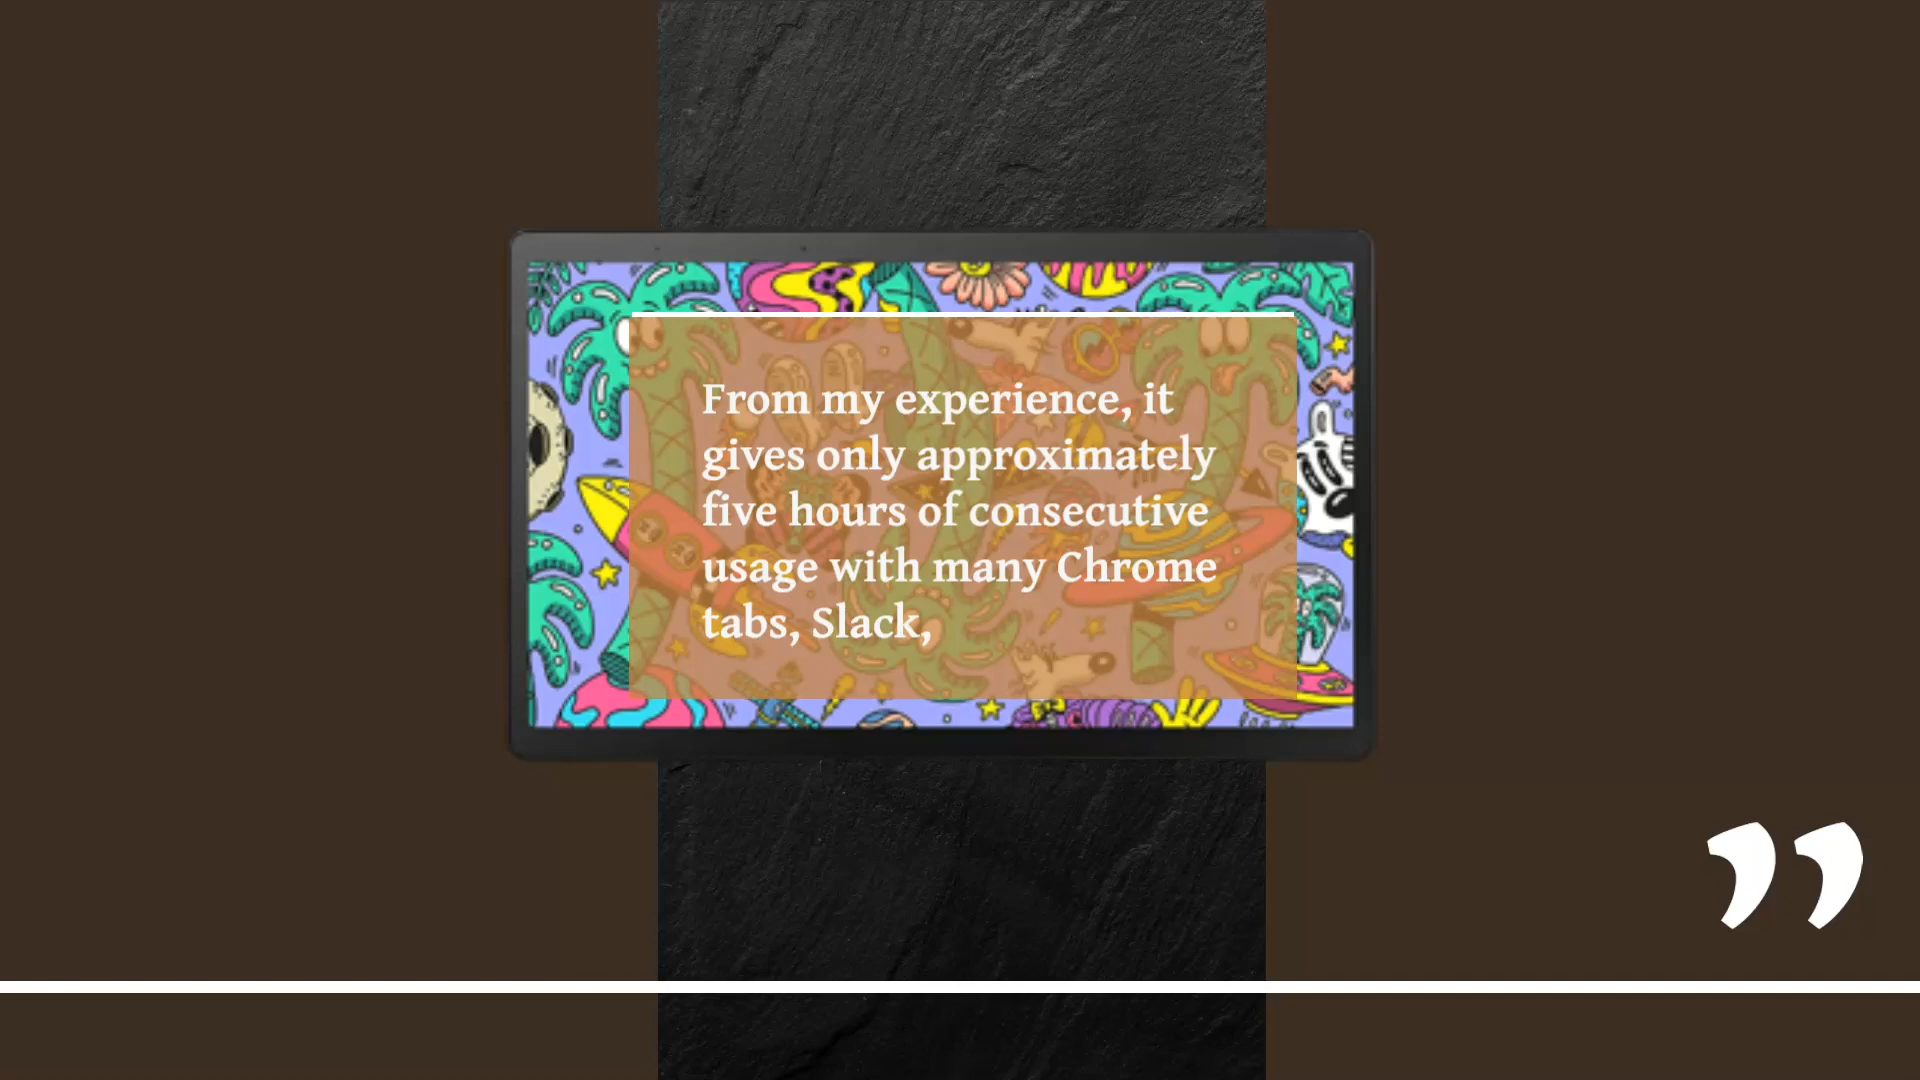 From my experience, it
gives only approximately
five hours of consecutive
usage with many Chrome
tabs, Slack,
”